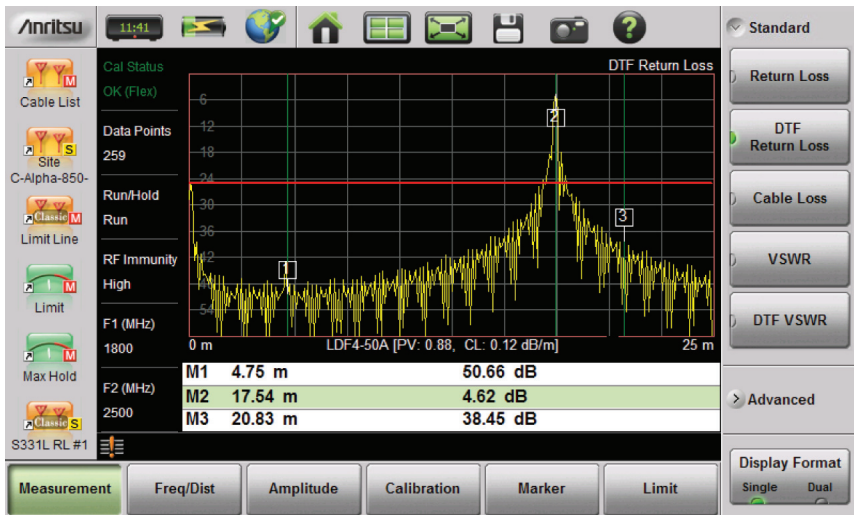 Anritsu
11:41
?
Standard
Cable List
M
Site
C-Alpha-850-
S
Classic M
Limit Line
M
Limit
M
Max Hold
Classic S
S331L RL #1
Cal Status
OK (Flex)
Data Points
259
Run/Hold
Run
RF Immunity
High
F1 (MHz)
1800
F2 (MHz)
2500
DTF Return Loss
6
12
18
24
30
36
42
48
54
1
2
3
0 m
LDF4-50A [PV: 0.88, CL: 0.12 dB/m]
25 m
M1 4.75 m 50.66 dB
M2 17.54 m 4.62 dB
M3 20.83 m 38.45 dB
Return Loss
DTF
Return Loss
Cable Loss
VSWR
DTF VSWR
Advanced
Display Format
Single Dual
Measurement
Freq/Dist
Amplitude
Calibration
Marker
Limit